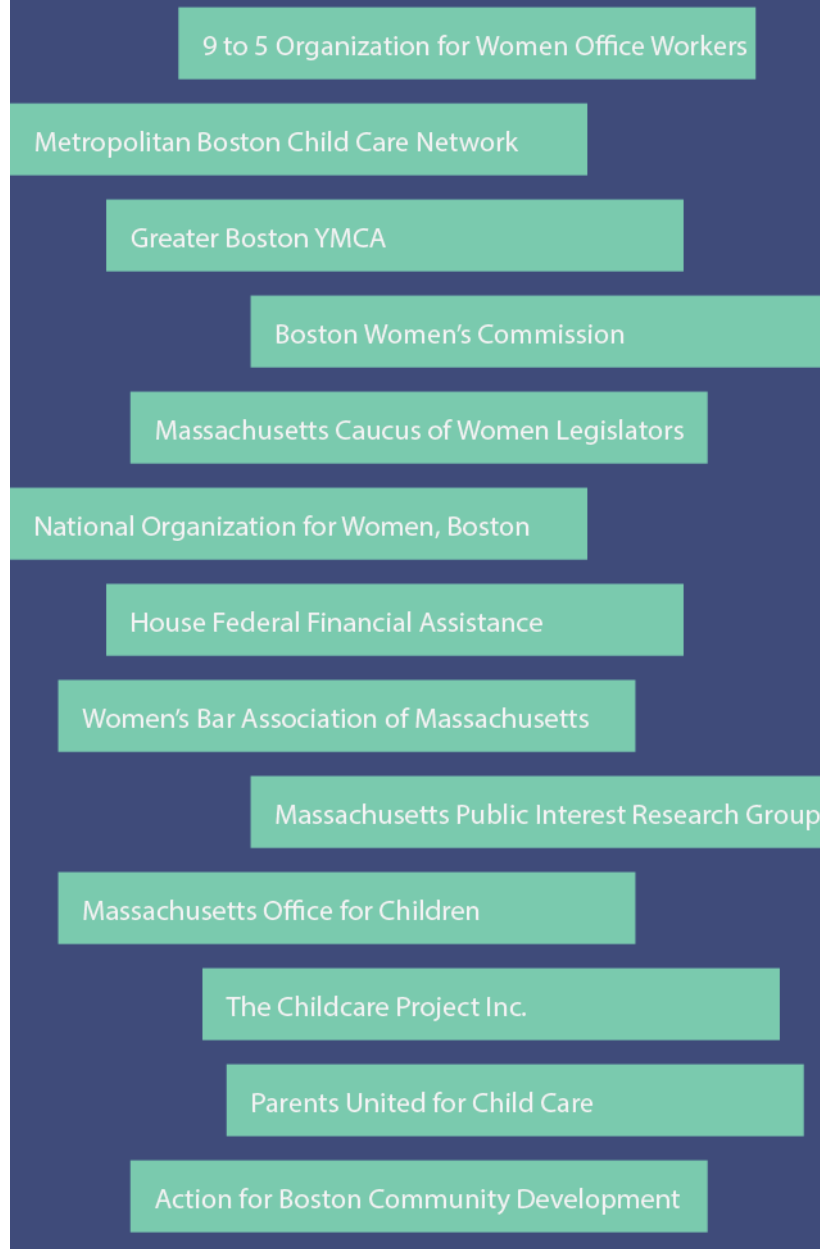 9 to 5 Organization for Women Office Workers
Metropolitan Boston Child Care Network
Greater Boston YMCA
Boston Women’s Commission
Massachusetts Caucus of Women Legislators
National Organization for Women, Boston
House Federal Financial Assistance
Women’s Bar Association of Massachusetts
Massachusetts Public Interest Research Group
Massachusetts Office for Children
The Childcare Project Inc.
Parents United for Child Care
Action for Boston Community Development